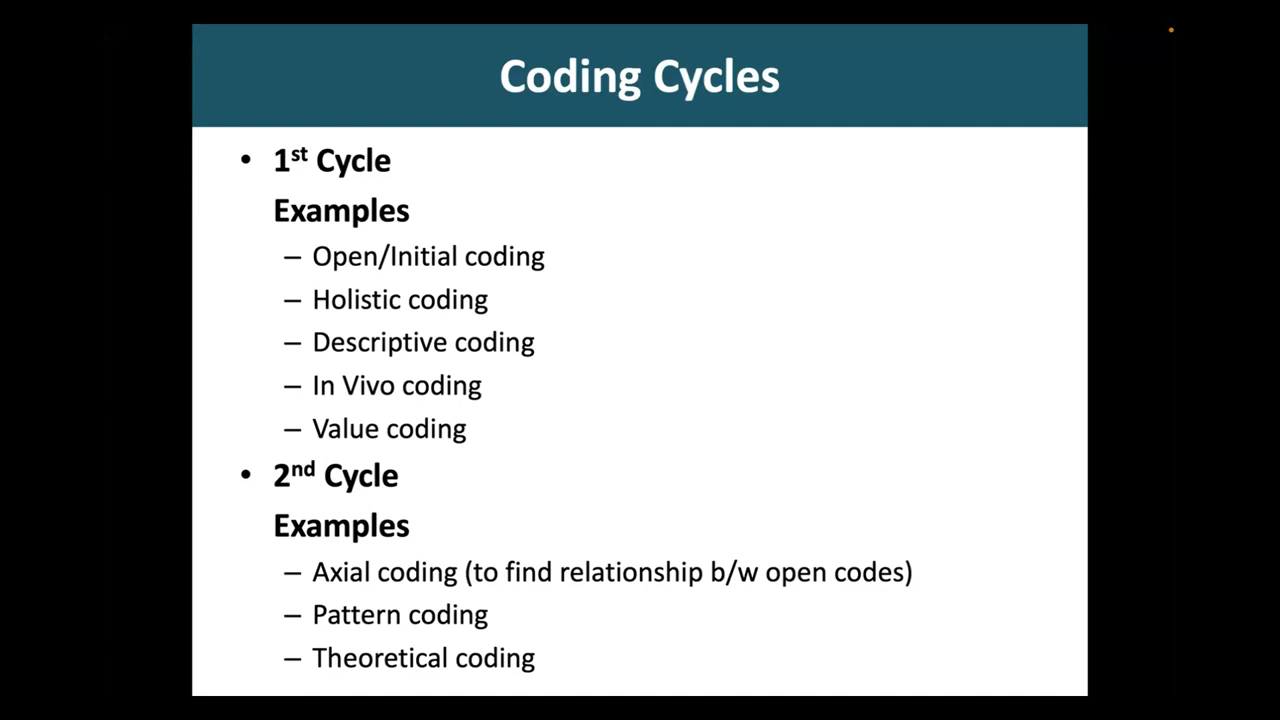 Coding Cycles
• 1st Cycle
Examples
– Open/Initial coding
– Holistic coding
– Descriptive coding
– In Vivo coding
– Value coding
• 2nd Cycle
Examples
– Axial coding (to find relationship b/w open codes)
– Pattern coding
– Theoretical coding